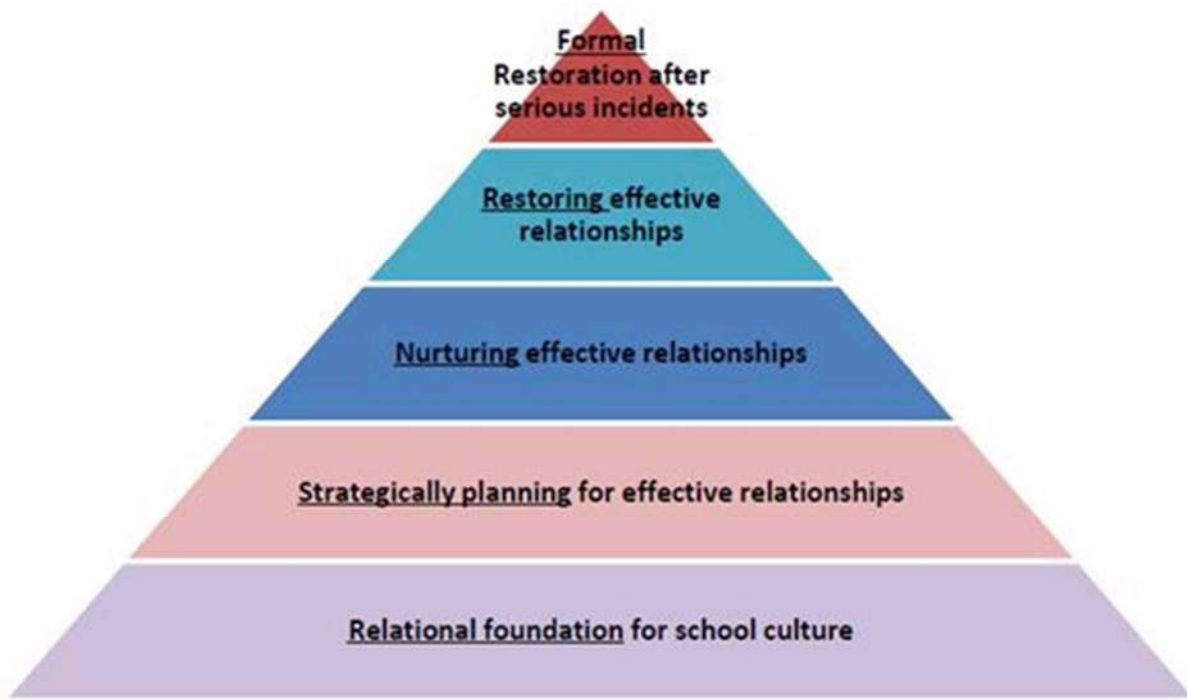 Formal
Restoration after
serious incidents
Restoring effective
relationships
Nurturing effective relationships
Strategically planning for effective relationships
Relational foundation for school culture